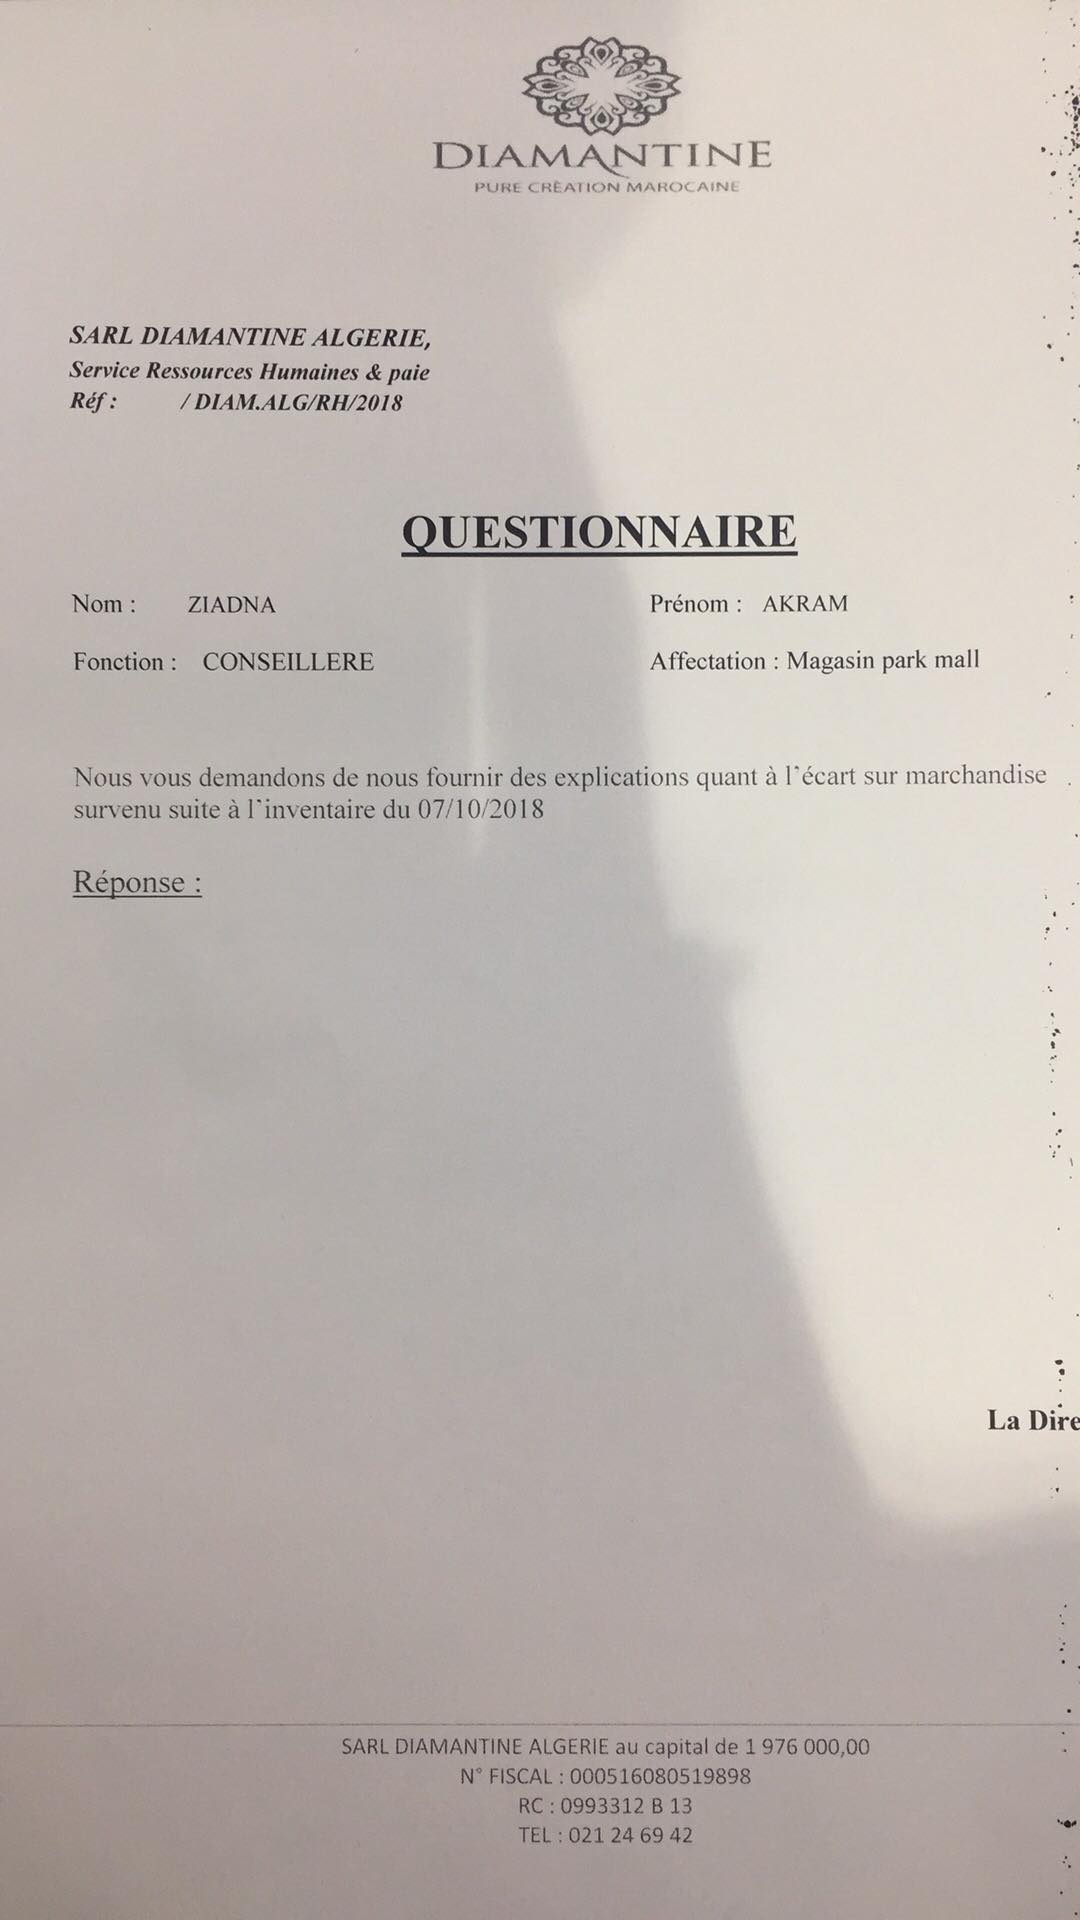 DIAMANTINE
PURE CRÈATION MAROCAINE
SARL DIAMANTINE ALGERIE,
Service Ressources Humaines & paie
Réf : / DIAM.ALG/RH/2018
QUESTIONNAIRE
Nom : ZIADNA Prénom : AKRAM
Fonction : CONSEILLERE Affectation : Magasin park mall
Nous vous demandons de nous fournir des explications quant à l'écart sur marchandise
survenu suite à l'inventaire du 07/10/2018
Réponse :
La Dire
SARL DIAMANTINE ALGERIE au capital de 1 976 000,00
N° FISCAL : 000516080519898
RC : 0993312 B 13
TEL : 021 24 69 42